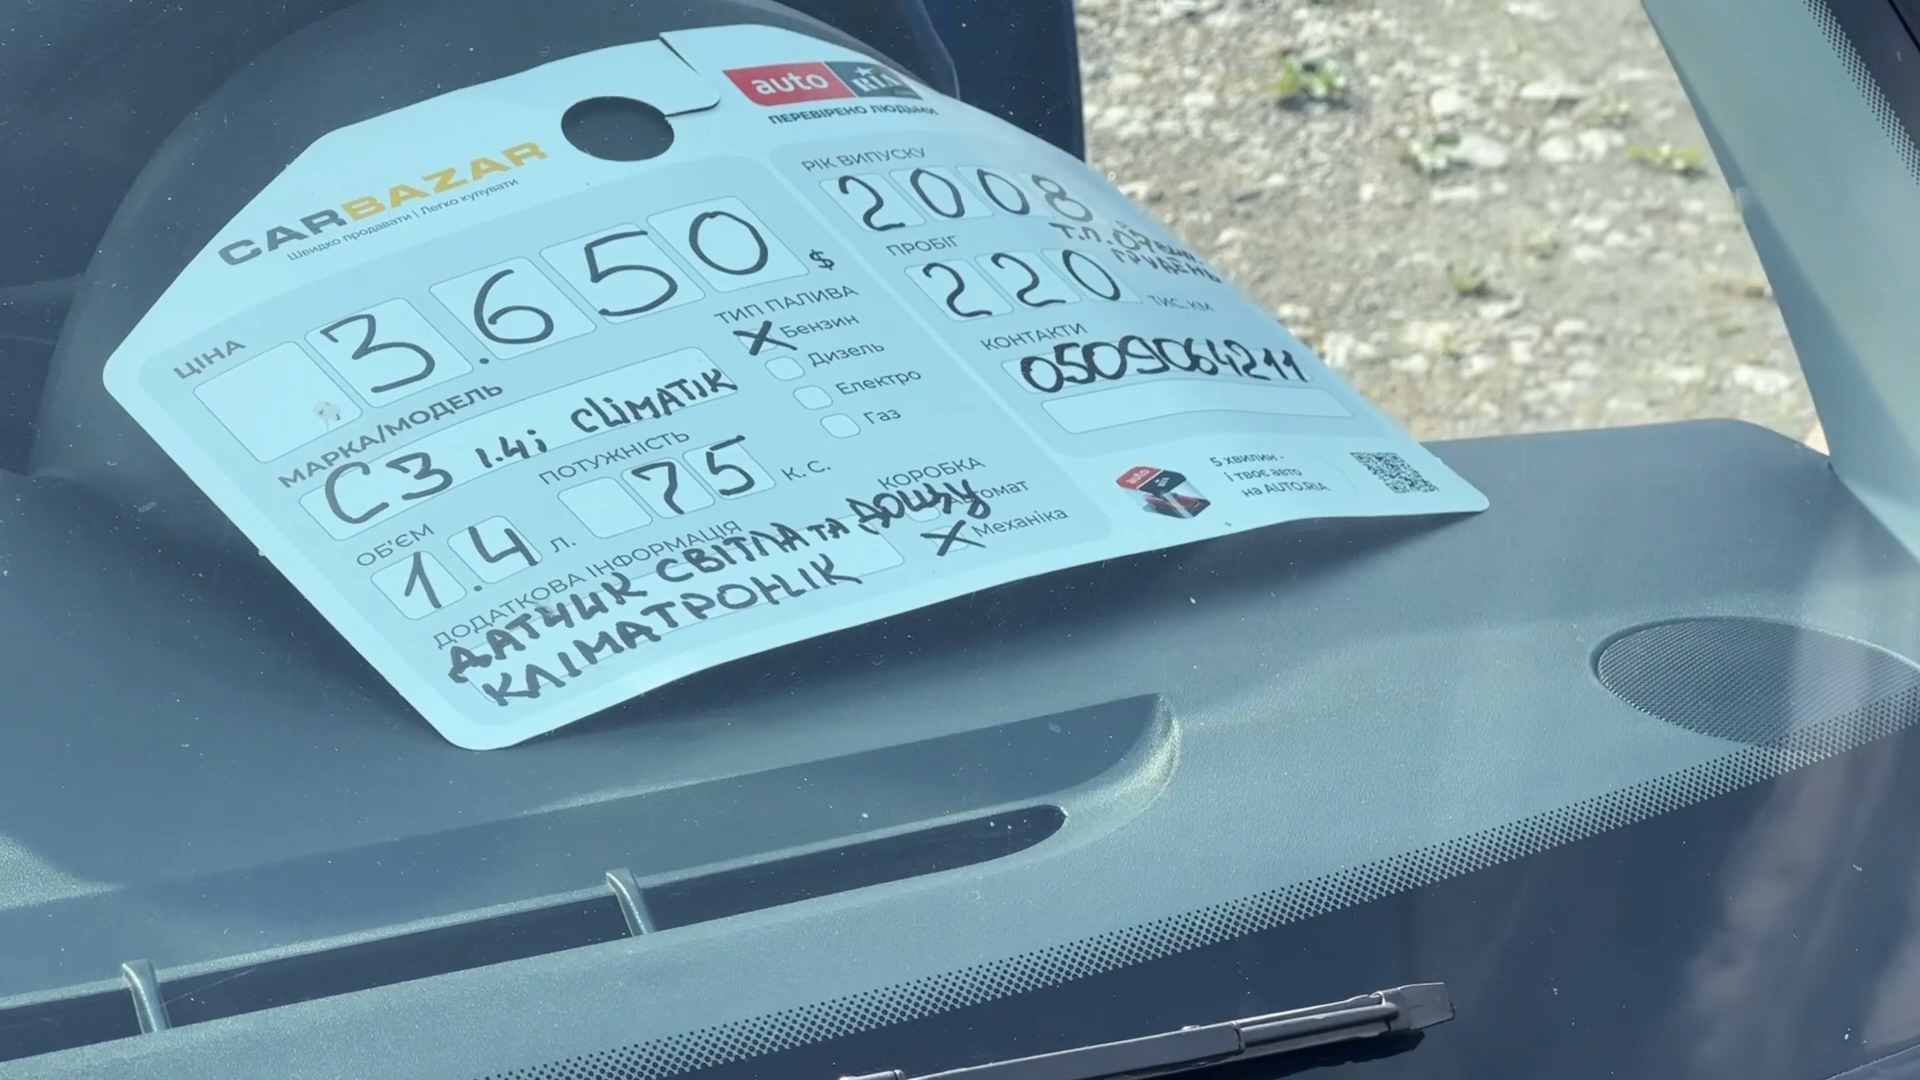 CARBAZAR
Швидко продавати | Легко купувати
auto RIA
ПЕРЕВІРЕНО ЛЮДЬМИ
ЦІНА
3.650 $
МАРКА/МОДЕЛЬ
C3 1.4i CLIMATIK
ОБ'ЄМ
1.4 л.
ПОТУЖНІСТЬ
75 К.С.
ДОДАТКОВА ІНФОРМАЦІЯ
ДАТЧИК СВІТЛА ТА ДОЩУ
КЛІМАТРОНІК
ТИП ПАЛИВА
Бензин
Дизель
Електро
Газ
КОРОБКА
Механіка
РІК ВИПУСКУ
2008
Т.П.
ГРУДЕНЬ
ПРОБІГ
220 ТИС. КМ
КОНТАКТИ
0509064211
5 хвилин -
і твоє авто
на AUTO.RIA